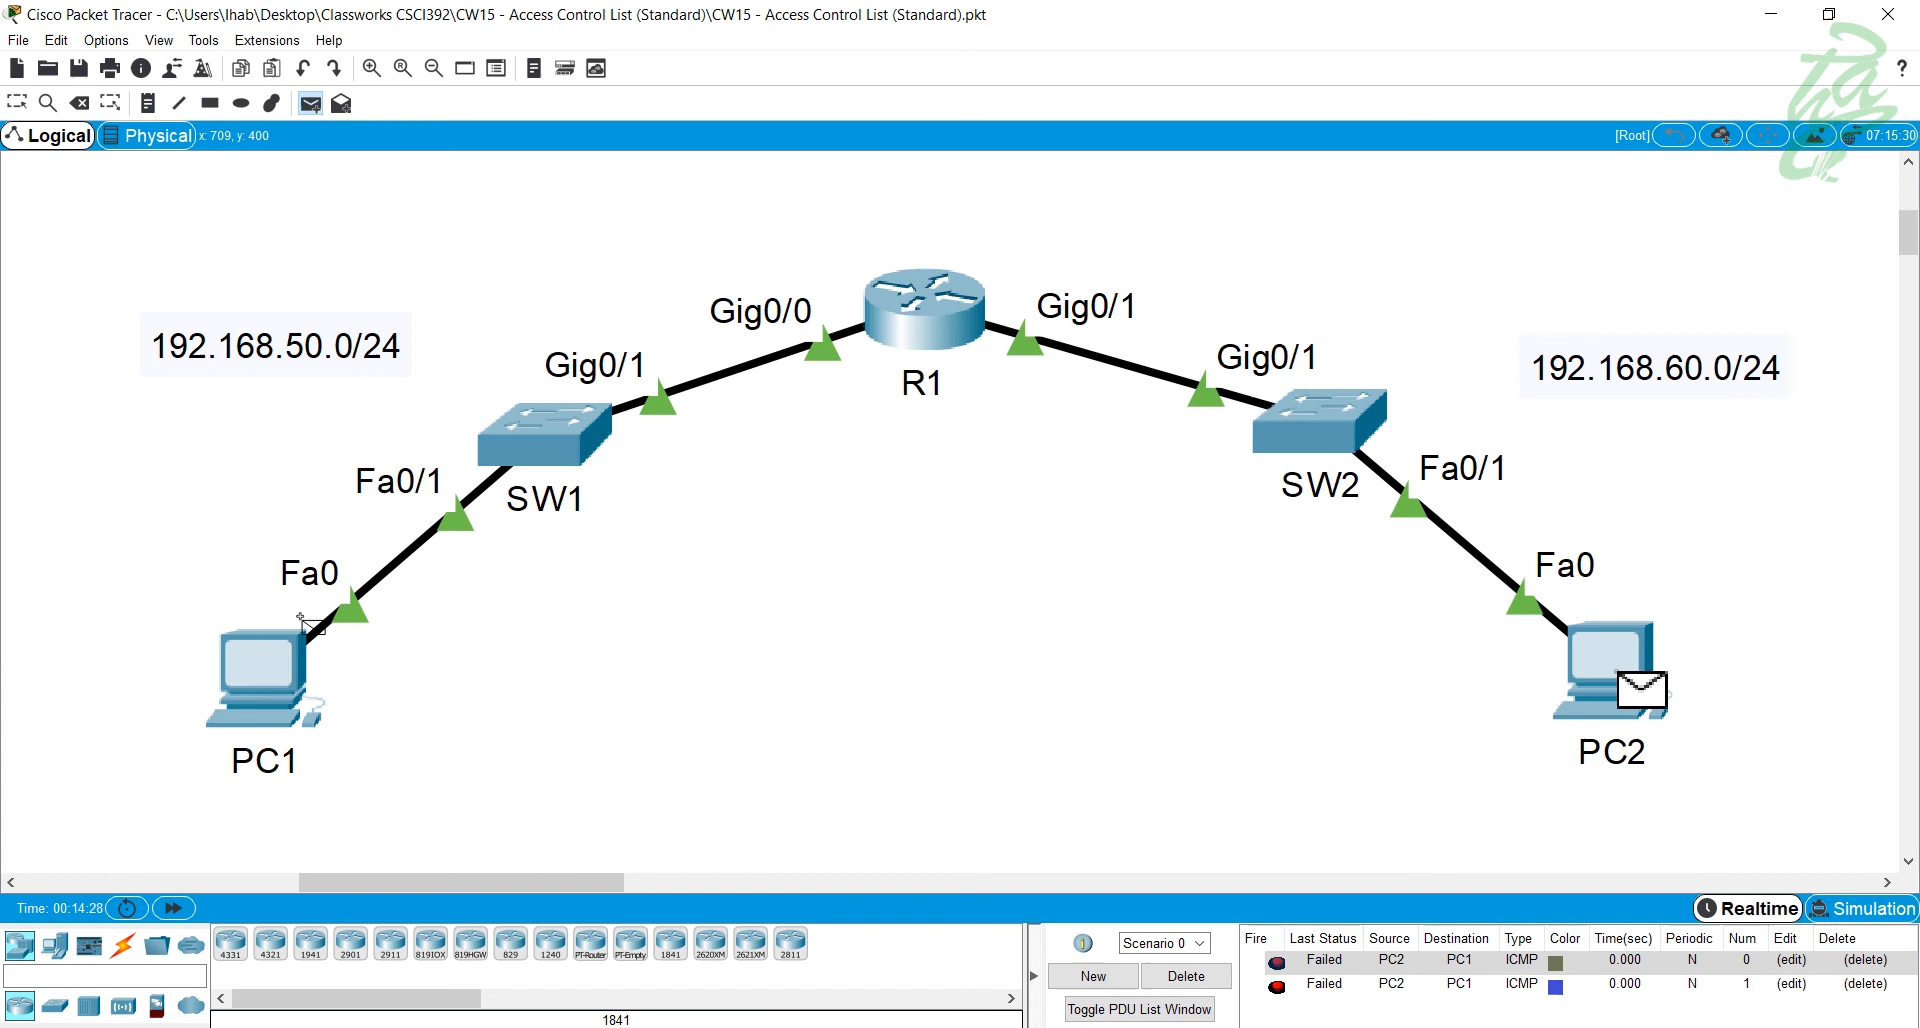 Cisco Packet Tracer - C:\Users\Ihab\Desktop\Classworks CSCI392\CW15 - Access Control List (Standard)\CW15 - Access Control List (Standard).pkt
File Edit Options View Tools Extensions Help
Logical Physical x: 709, y: 400 [Root] 07:15:30
Gig0/0 Gig0/1
192.168.50.0/24 Gig0/1 R1 Gig0/1 192.168.60.0/24
Fa0/1 SW1 SW2 Fa0/1
Fa0 Fa0
PC1 PC2
Time: 00:14:28 Realtime Simulation
4331 4321 1941 2901 2911 819IOX 819HGW 829 1240 PT-Router PT-Empty 1841 2620XM 2621XM 2811
1841
Scenario 0
New Delete
Toggle PDU List Window
Fire Last Status Source Destination Type Color Time(sec) Periodic Num Edit Delete
Failed PC2 PC1 ICMP 0.000 N 0 (edit) (delete)
Failed PC2 PC1 ICMP 0.000 N 1 (edit) (delete)